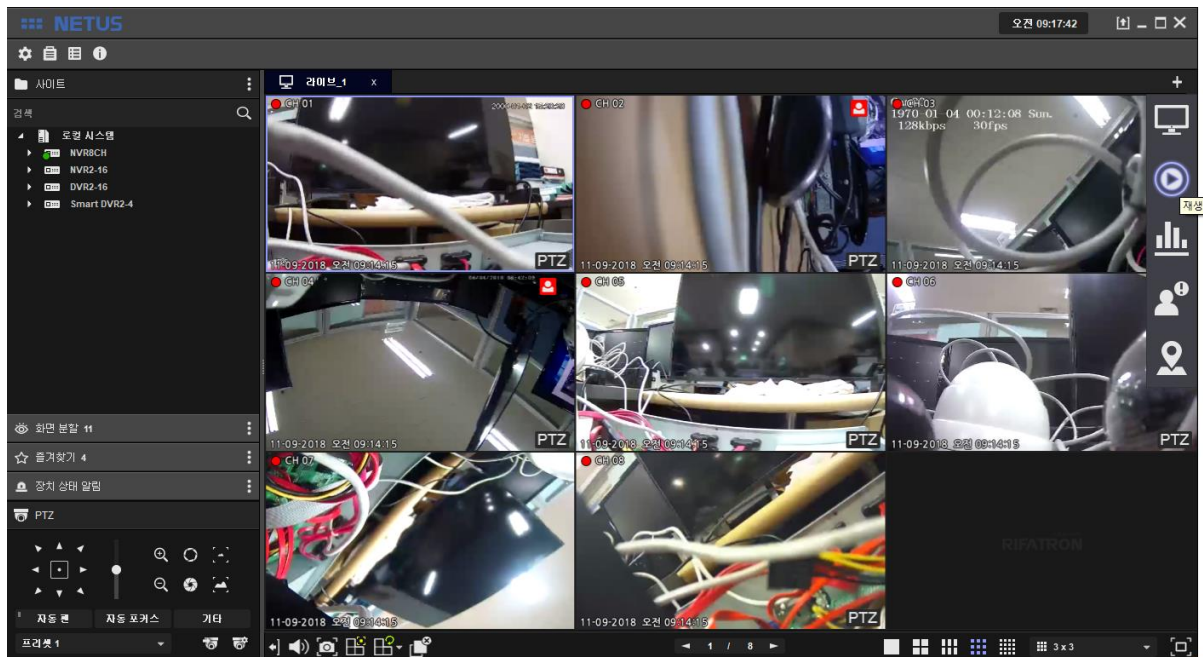 NETUS
오전 09:17:42
사이트
라이브_1 x
검색
로컬 시스템
NVR8CH
NVR2-16
DVR2-16
Smart DVR2-4
화면 분할 11
즐겨찾기 4
장치 상태 알림
PTZ
자동 팬 자동 포커스 기타
프리셋 1
CH 01
PTZ
11-09-2018 오전 09:14:15
CH 02
PTZ
11-09-2018 오전 09:14:15
CH 03
1970-01-04 00:12:08 Sun.
128kbps 30fps
11-09-2018 오전 09:14:15
재생
CH 04
PTZ
11-09-2018 오전 09:14:15
CH 05
PTZ
11-09-2018 오전 09:14:15
CH 06
PTZ
11-09-2018 오전 09:14:15
CH 07
11-09-2018 오전 09:14:15
CH 08
PTZ
11-09-2018 오전 09:14:15
RIFATRON
1 / 8
3 x 3